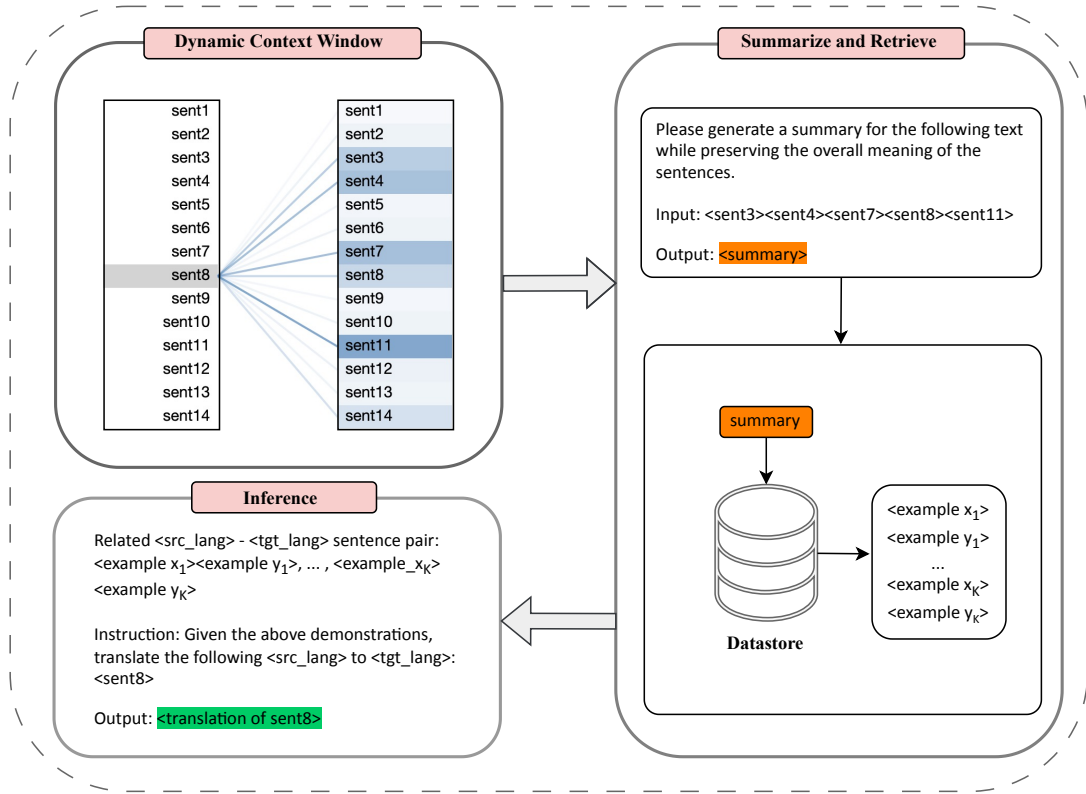 Dynamic Context Window
sent1
sent2
sent3
sent4
sent5
sent6
sent7
sent8
sent9
sent10
sent11
sent12
sent13
sent14
sent1
sent2
sent3
sent4
sent5
sent6
sent7
sent8
sent9
sent10
sent11
sent12
sent13
sent14
Summarize and Retrieve
Please generate a summary for the following text
while preserving the overall meaning of the
sentences.
Input: <sent3><sent4><sent7><sent8><sent11>
Output: <summary>
summary
Datastore
<example x1>
<example y1>
...
<example xK>
<example yK>
Inference
Related <src_lang> - <tgt_lang> sentence pair:
<example x1><example y1>, ... , <example_xK>
<example yK>
Instruction: Given the above demonstrations,
translate the following <src_lang> to <tgt_lang>:
<sent8>
Output: <translation of sent8>